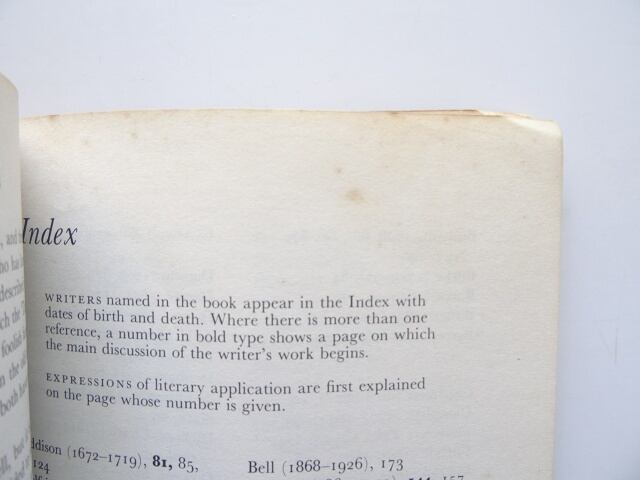 Index
WRITERS named in the book appear in the Index with
dates of birth and death. Where there is more than one
reference, a number in bold type shows a page on which
the main discussion of the writer's work begins.
EXPRESSIONS of literary application are first explained
on the page whose number is given.
ddison (1672–1719), 81, 85,
124
Bell (1868–1926), 173